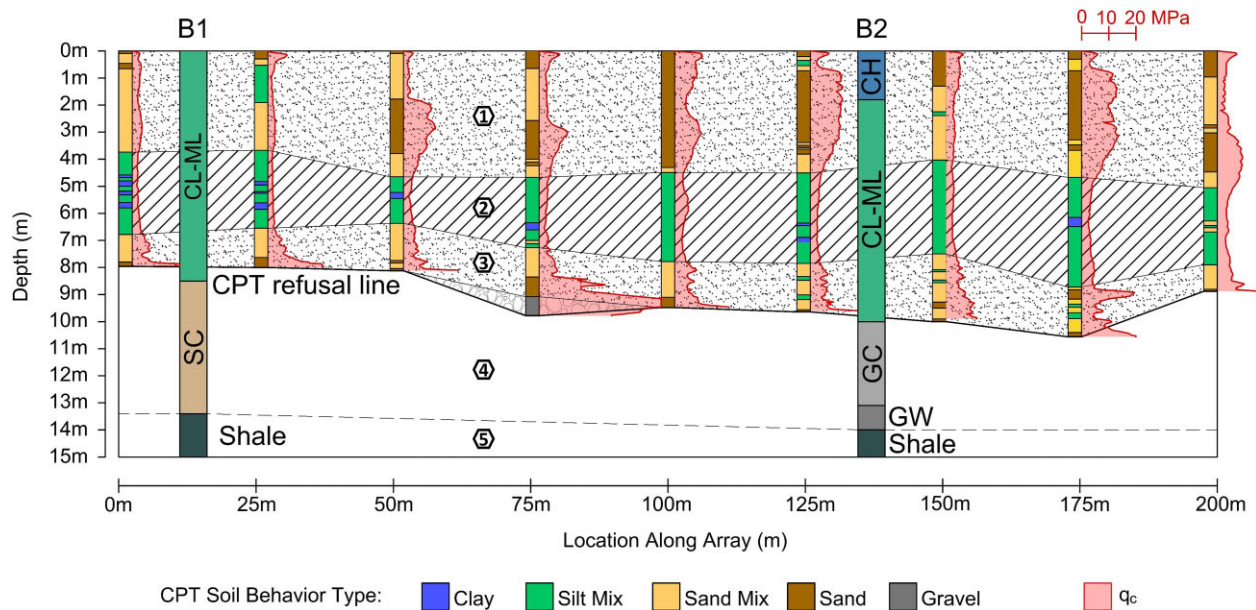 B1
B2
0 10 20 MPa
0m
1m
2m
3m
4m
5m
6m
7m
8m
9m
10m
11m
12m
13m
14m
15m
Depth (m)
CL-ML
SC
Shale
CPT refusal line
1
2
3
4
5
CH
CL-ML
GC
GW
Shale
0m 25m 50m 75m 100m 125m 150m 175m 200m
Location Along Array (m)
CPT Soil Behavior Type: Clay Silt Mix Sand Mix Sand Gravel qc